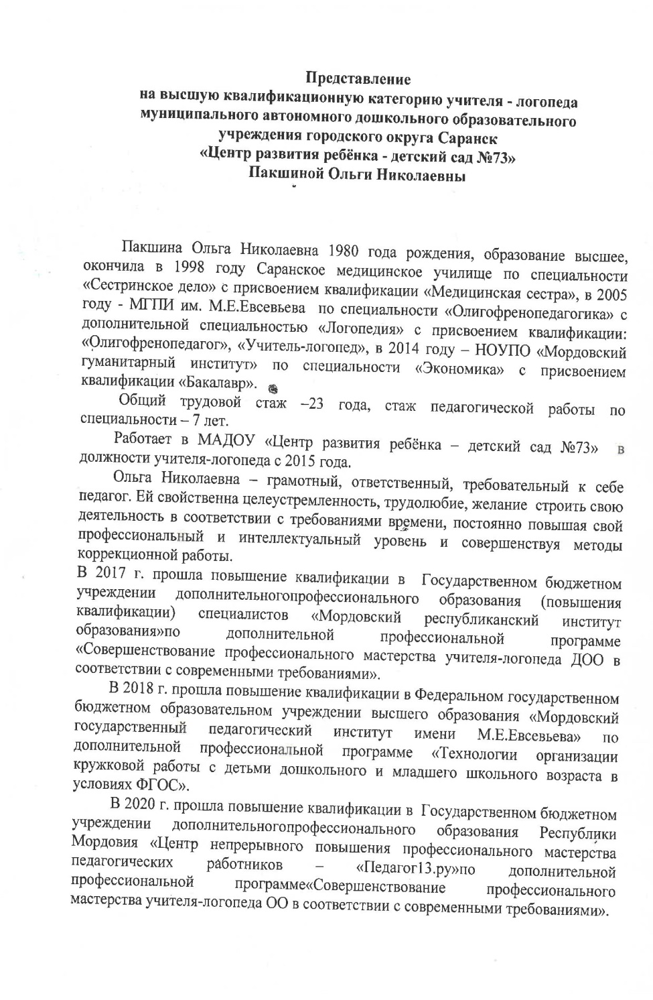 Представление
на высшую квалификационную категорию учителя - логопеда
муниципального автономного дошкольного образовательного
учреждения городского округа Саранск
«Центр развития ребёнка - детский сад №73»
Пакшиной Ольги Николаевны
Пакшина Ольга Николаевна 1980 года рождения, образование высшее,
окончила в 1998 году Саранское медицинское училище по специальности
«Сестринское дело» с присвоением квалификации «Медицинская сестра», в 2005
году - МГПИ им. М.Е.Евсевьева по специальности «Олигофренопедагогика» с
дополнительной специальностью «Логопедия» с присвоением квалификации:
«Олигофренопедагог», «Учитель-логопед», в 2014 году – НОУПО «Мордовский
гуманитарный институт» по специальности «Экономика» с присвоением
квалификации «Бакалавр».
Общий трудовой стаж –23 года, стаж педагогической работы по
специальности – 7 лет.
Работает в МАДОУ «Центр развития ребёнка – детский сад №73» в
должности учителя-логопеда с 2015 года.
Ольга Николаевна – грамотный, ответственный, требовательный к себе
педагог. Ей свойственна целеустремленность, трудолюбие, желание строить свою
деятельность в соответствии с требованиями времени, постоянно повышая свой
профессиональный и интеллектуальный уровень и совершенствуя методы
коррекционной работы.
В 2017 г. прошла повышение квалификации в Государственном бюджетном
учреждении дополнительногопрофессионального образования (повышения
квалификации) специалистов «Мордовский республиканский институт
образования»по дополнительной профессиональной программе
«Совершенствование профессионального мастерства учителя-логопеда ДОО в
соответствии с современными требованиями».
В 2018 г. прошла повышение квалификации в Федеральном государственном
бюджетном образовательном учреждении высшего образования «Мордовский
государственный педагогический институт имени М.Е.Евсевьева» по
дополнительной профессиональной программе «Технологии организации
кружковой работы с детьми дошкольного и младшего школьного возраста в
условиях ФГОС».
В 2020 г. прошла повышение квалификации в Государственном бюджетном
учреждении дополнительногопрофессионального образования Республики
Мордовия «Центр непрерывного повышения профессионального мастерства
педагогических работников – «Педагог13.ру»по дополнительной
профессиональной программе«Совершенствование профессионального
мастерства учителя-логопеда ОО в соответствии с современными требованиями».